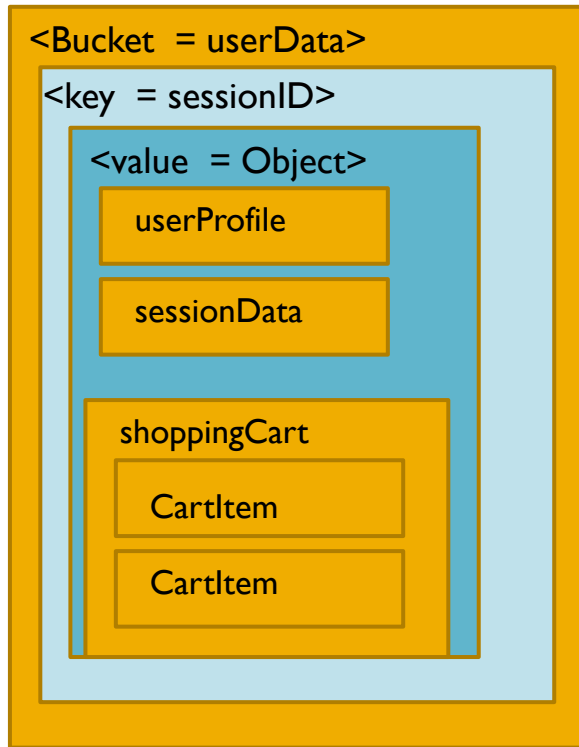 <Bucket = userData>
<key = sessionID>
<value = Object>
userProfile
sessionData
shoppingCart
CartItem
CartItem